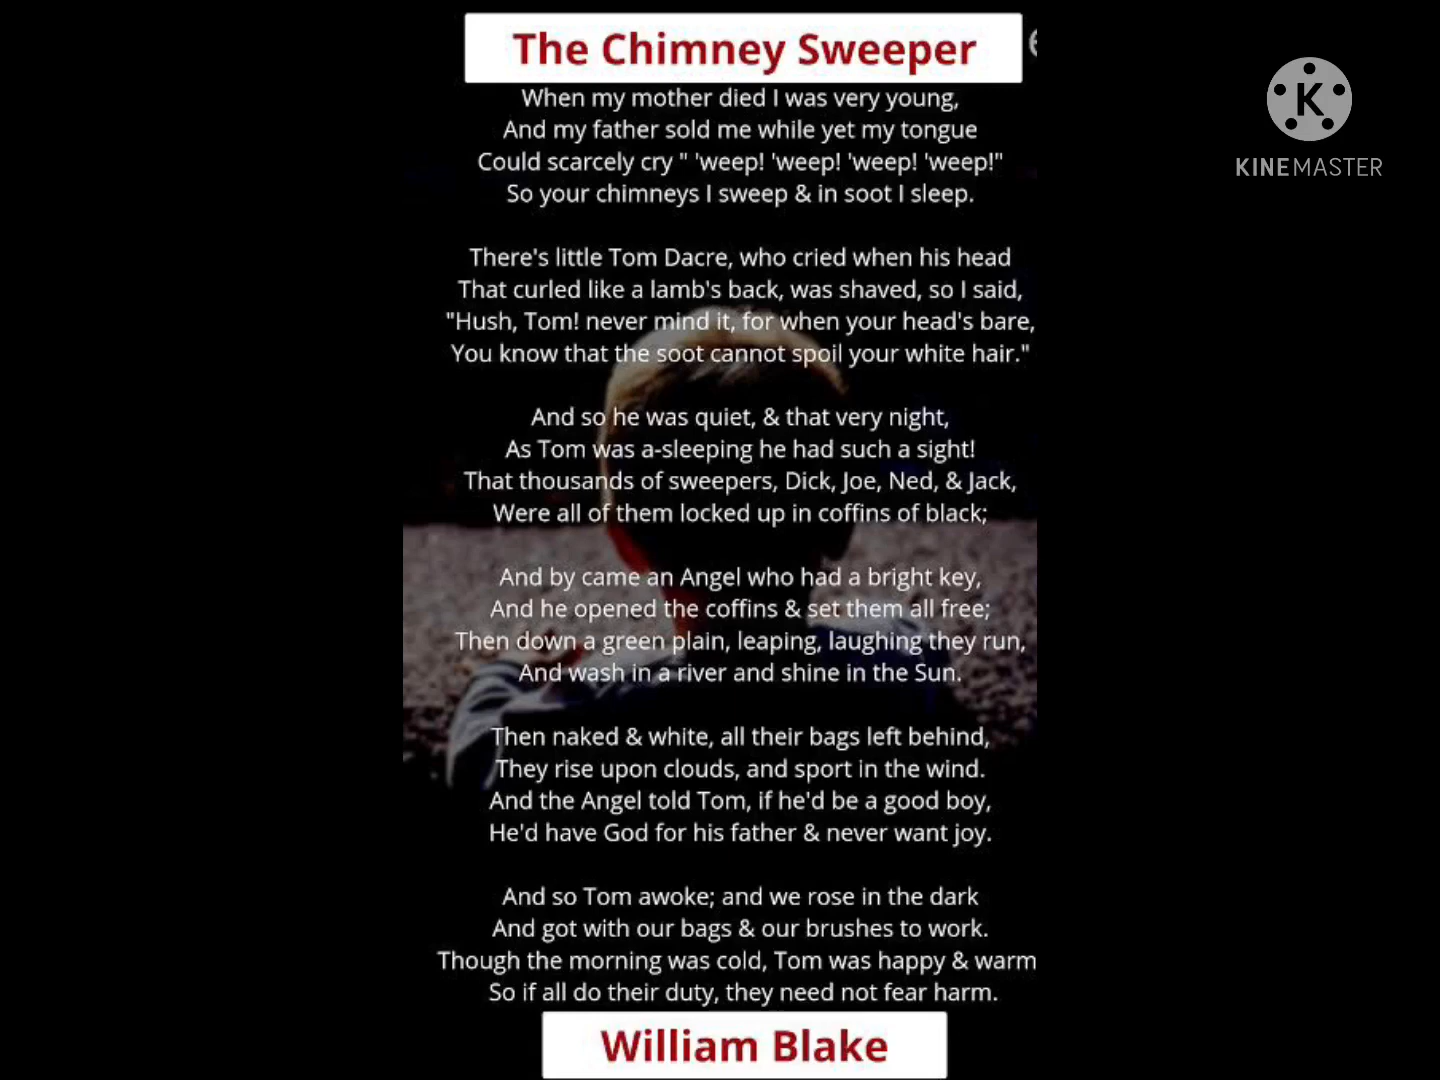 The Chimney Sweeper
When my mother died I was very young,
And my father sold me while yet my tongue
Could scarcely cry " 'weep! 'weep! 'weep! 'weep!"
So your chimneys I sweep & in soot I sleep.
There's little Tom Dacre, who cried when his head
That curled like a lamb's back, was shaved, so I said,
"Hush, Tom! never mind it, for when your head's bare,
You know that the soot cannot spoil your white hair."
And so he was quiet, & that very night,
As Tom was a-sleeping he had such a sight!
That thousands of sweepers, Dick, Joe, Ned, & Jack,
Were all of them locked up in coffins of black;
And by came an Angel who had a bright key,
And he opened the coffins & set them all free;
Then down a green plain, leaping, laughing they run,
And wash in a river and shine in the Sun.
Then naked & white, all their bags left behind,
They rise upon clouds, and sport in the wind.
And the Angel told Tom, if he'd be a good boy,
He'd have God for his father & never want joy.
And so Tom awoke; and we rose in the dark
And got with our bags & our brushes to work.
Though the morning was cold, Tom was happy & warm
So if all do their duty, they need not fear harm.
William Blake
K
KINEMASTER